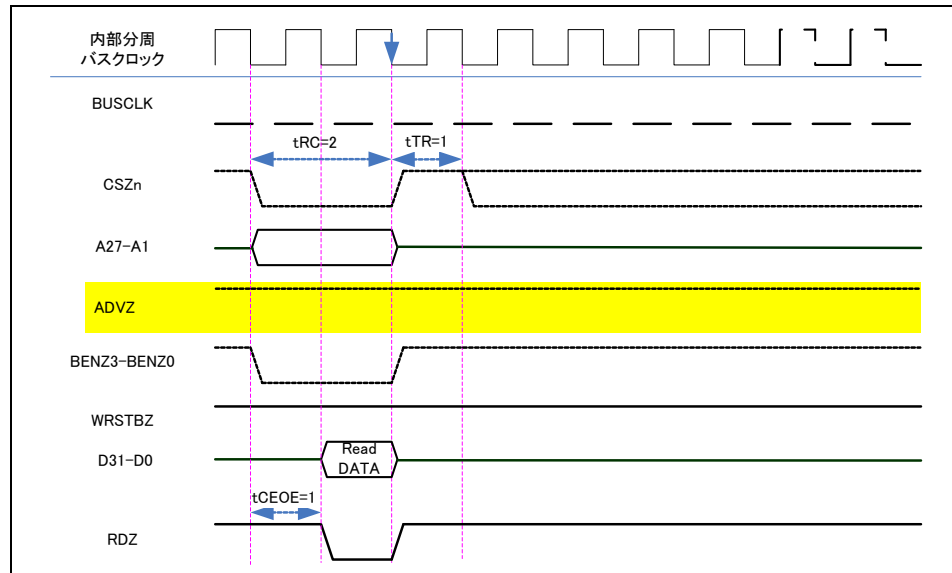 内部分周
バスクロック
BUSCLK
tRC=2
tTR=1
CSZn
A27-A1
ADVZ
BENZ3-BENZ0
WRSTBZ
D31-D0
Read
DATA
tCEOE=1
RDZ